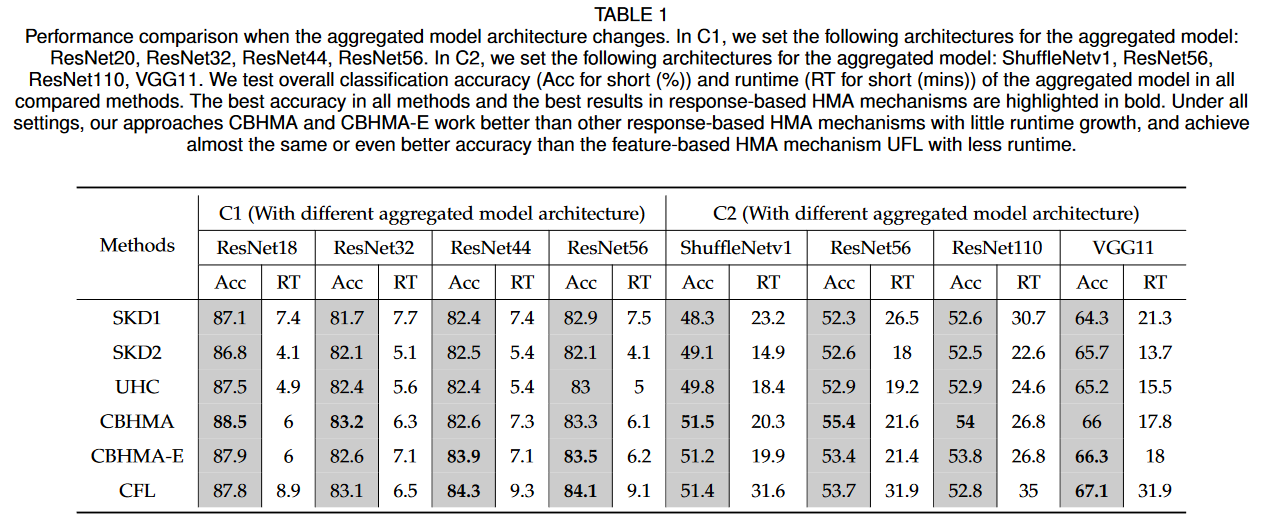 TABLE 1
Performance comparison when the aggregated model architecture changes. In C1, we set the following architectures for the aggregated model:
ResNet20, ResNet32, ResNet44, ResNet56. In C2, we set the following architectures for the aggregated model: ShuffleNetv1, ResNet56,
ResNet110, VGG11. We test overall classification accuracy (Acc for short (%)) and runtime (RT for short (mins)) of the aggregated model in all
compared methods. The best accuracy in all methods and the best results in response-based HMA mechanisms are highlighted in bold. Under all
settings, our approaches CBHMA and CBHMA-E work better than other response-based HMA mechanisms with little runtime growth, and achieve
almost the same or even better accuracy than the feature-based HMA mechanism UFL with less runtime.
Methods C1 (With different aggregated model architecture) C2 (With different aggregated model architecture)
ResNet18 ResNet32 ResNet44 ResNet56 ShuffleNetv1 ResNet56 ResNet110 VGG11
Acc RT Acc RT Acc RT Acc RT Acc RT Acc RT Acc RT Acc RT
SKD1 87.1 7.4 81.7 7.7 82.4 7.4 82.9 7.5 48.3 23.2 52.3 26.5 52.6 30.7 64.3 21.3
SKD2 86.8 4.1 82.1 5.1 82.5 5.4 82.1 4.1 49.1 14.9 52.6 18 52.5 22.6 65.7 13.7
UHC 87.5 4.9 82.4 5.6 82.4 5.4 83 5 49.8 18.4 52.9 19.2 52.9 24.6 65.2 15.5
CBHMA 88.5 6 83.2 6.3 82.6 7.3 83.3 6.1 51.5 20.3 55.4 21.6 54 26.8 66 17.8
CBHMA-E 87.9 6 82.6 7.1 83.9 7.1 83.5 6.2 51.2 19.9 53.4 21.4 53.8 26.8 66.3 18
CFL 87.8 8.9 83.1 6.5 84.3 9.3 84.1 9.1 51.4 31.6 53.7 31.9 52.8 35 67.1 31.9